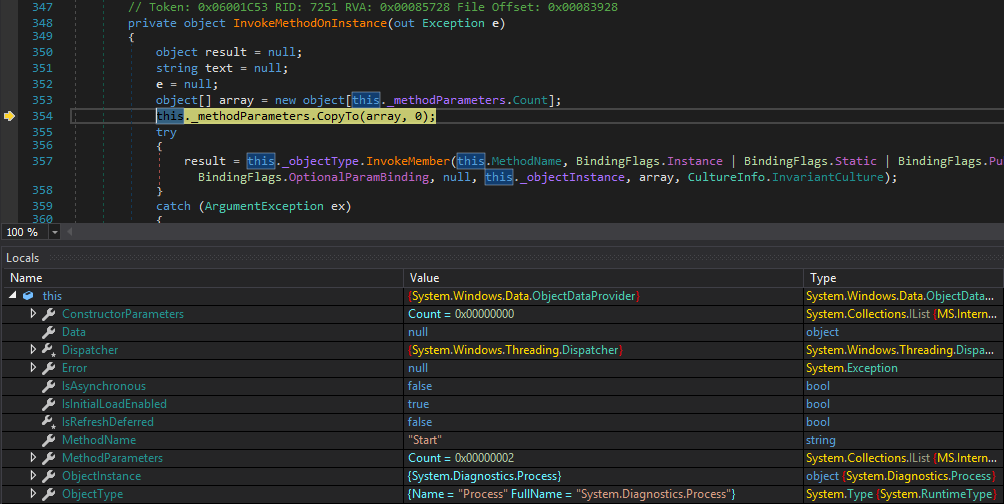 347 // Token: 0x06001C53 RID: 7251 RVA: 0x00085728 File Offset: 0x00083928
348 private object InvokeMethodOnInstance(out Exception e)
349 {
350 object result = null;
351 string text = null;
352 e = null;
353 object[] array = new object[this._methodParameters.Count];
354 this._methodParameters.CopyTo(array, 0);
355 try
356 {
357 result = this._objectType.InvokeMember(this.MethodName, BindingFlags.Instance | BindingFlags.Static | BindingFlags.Pu
BindingFlags.OptionalParamBinding, null, this._objectInstance, array, CultureInfo.InvariantCulture);
358 }
359 catch (ArgumentException ex)
360 {
100 %
Locals
Name Value Type
this {System.Windows.Data.ObjectDataProvider} System.Windows.Data.ObjectData...
ConstructorParameters Count = 0x00000000 System.Collections.IList {MS.Intern...
Data null object
Dispatcher {System.Windows.Threading.Dispatcher} System.Windows.Threading.Dispa...
Error null System.Exception
IsAsynchronous false bool
IsInitialLoadEnabled true bool
IsRefreshDeferred false bool
MethodName "Start" string
MethodParameters Count = 0x00000002 System.Collections.IList {MS.Intern...
ObjectInstance {System.Diagnostics.Process} object {System.Diagnostics.Process}
ObjectType {Name = "Process" FullName = "System.Diagnostics.Process"} System.Type {System.RuntimeType}